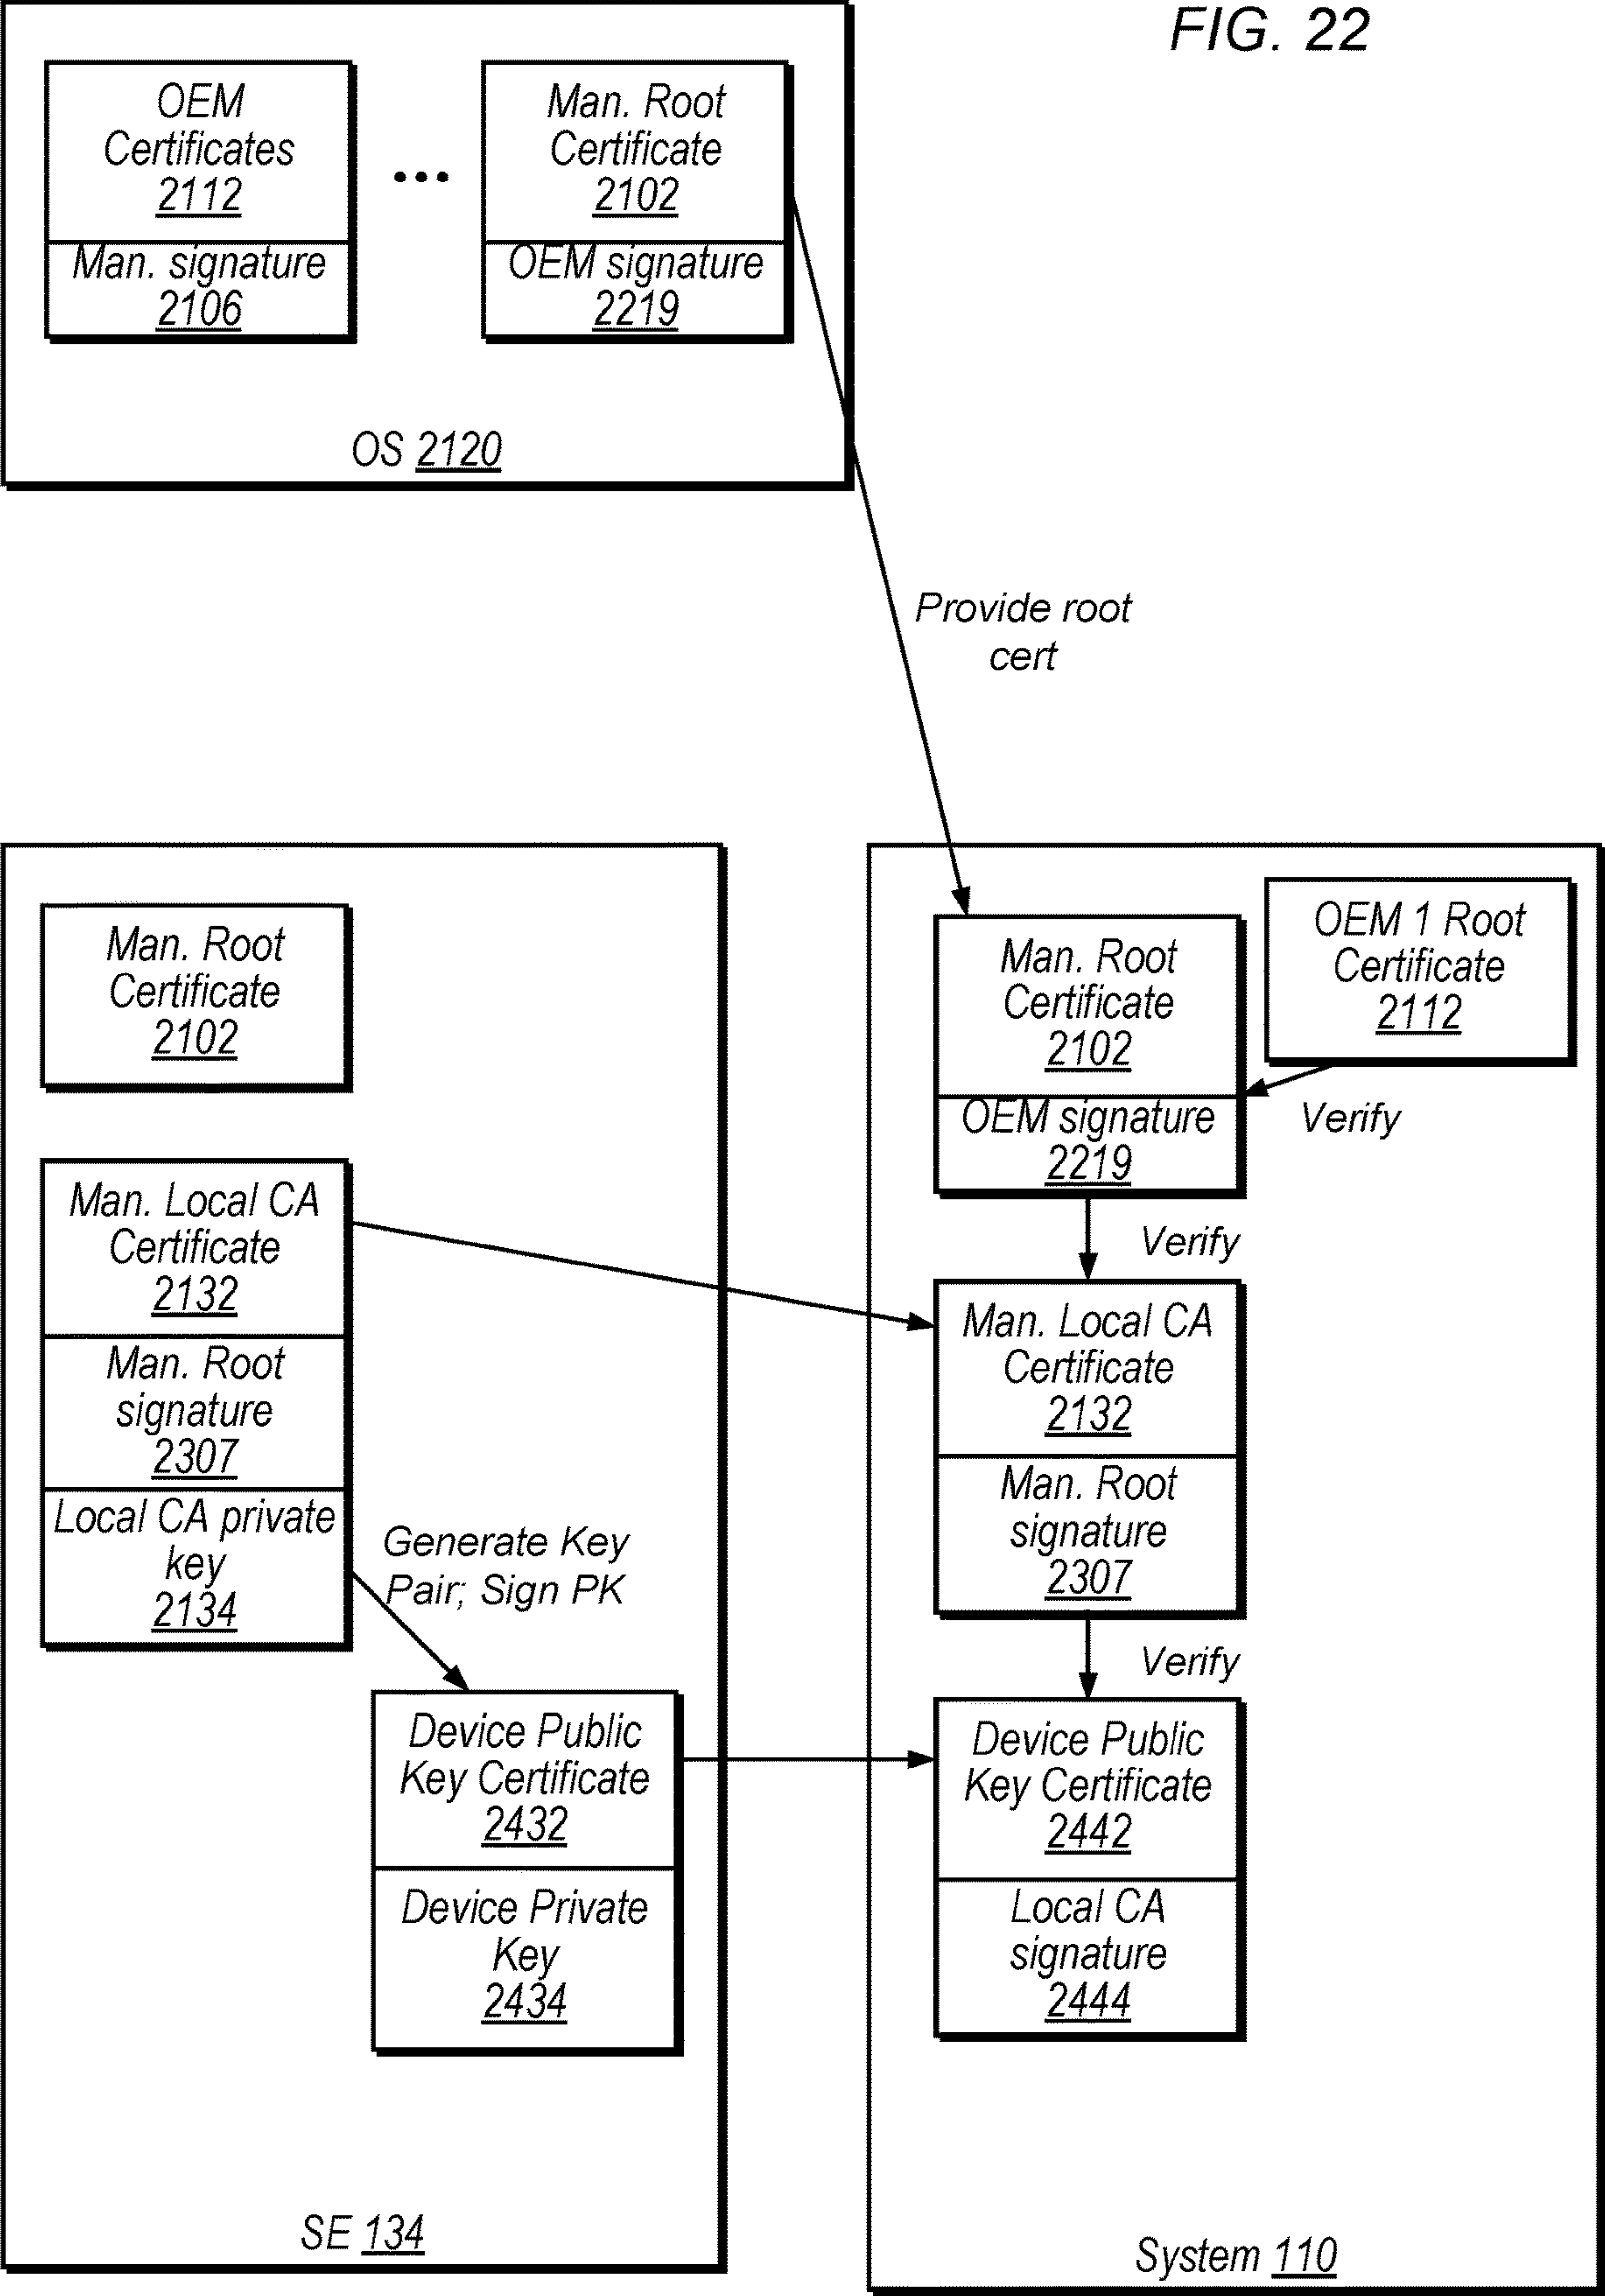 FIG. 22
OEM
Certificates
2112
Man. signature
2106
...
Man. Root
Certificate
2102
OEM signature
2219
OS 2120
Provide root
cert
Man. Root
Certificate
2102
Man. Local CA
Certificate
2132
Man. Root
signature
2307
Local CA private
key
2134
Generate Key
Pair; Sign PK
Device Public
Key Certificate
2432
Device Private
Key
2434
SE 134
Man. Root
Certificate
2102
OEM signature
2219
OEM 1 Root
Certificate
2112
Verify
Verify
Man. Local CA
Certificate
2132
Man. Root
signature
2307
Verify
Device Public
Key Certificate
2442
Local CA
signature
2444
System 110